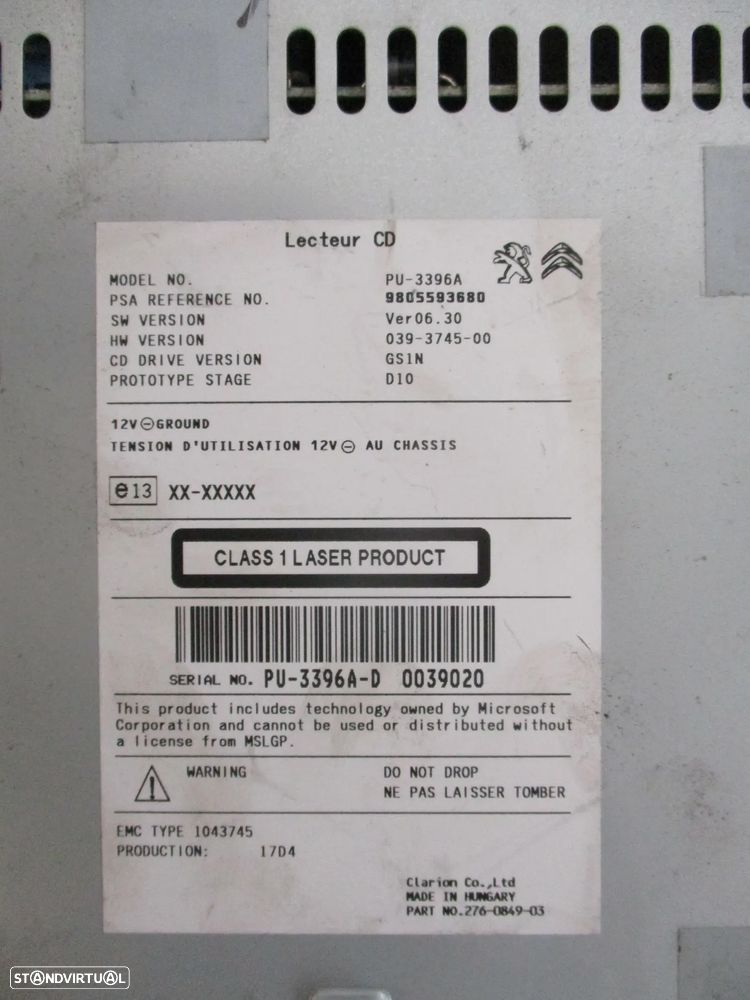 Lecteur CD
MODEL NO. PU-3396A
PSA REFERENCE NO. 9805593680
SW VERSION Ver06.30
HW VERSION 039-3745-00
CD DRIVE VERSION GS1N
PROTOTYPE STAGE D10
12V⊖GROUND
TENSION D'UTILISATION 12V⊖ AU CHASSIS
e13 XX-XXXXX
CLASS 1 LASER PRODUCT
SERIAL NO. PU-3396A-D 0039020
This product includes technology owned by Microsoft
Corporation and cannot be used or distributed without
a license from MSLGP.
WARNING DO NOT DROP
NE PAS LAISSER TOMBER
EMC TYPE 1043745
PRODUCTION: 17D4
Clarion Co.,Ltd
MADE IN HUNGARY
PART NO.276-0849-03
STANDVIRTUAL